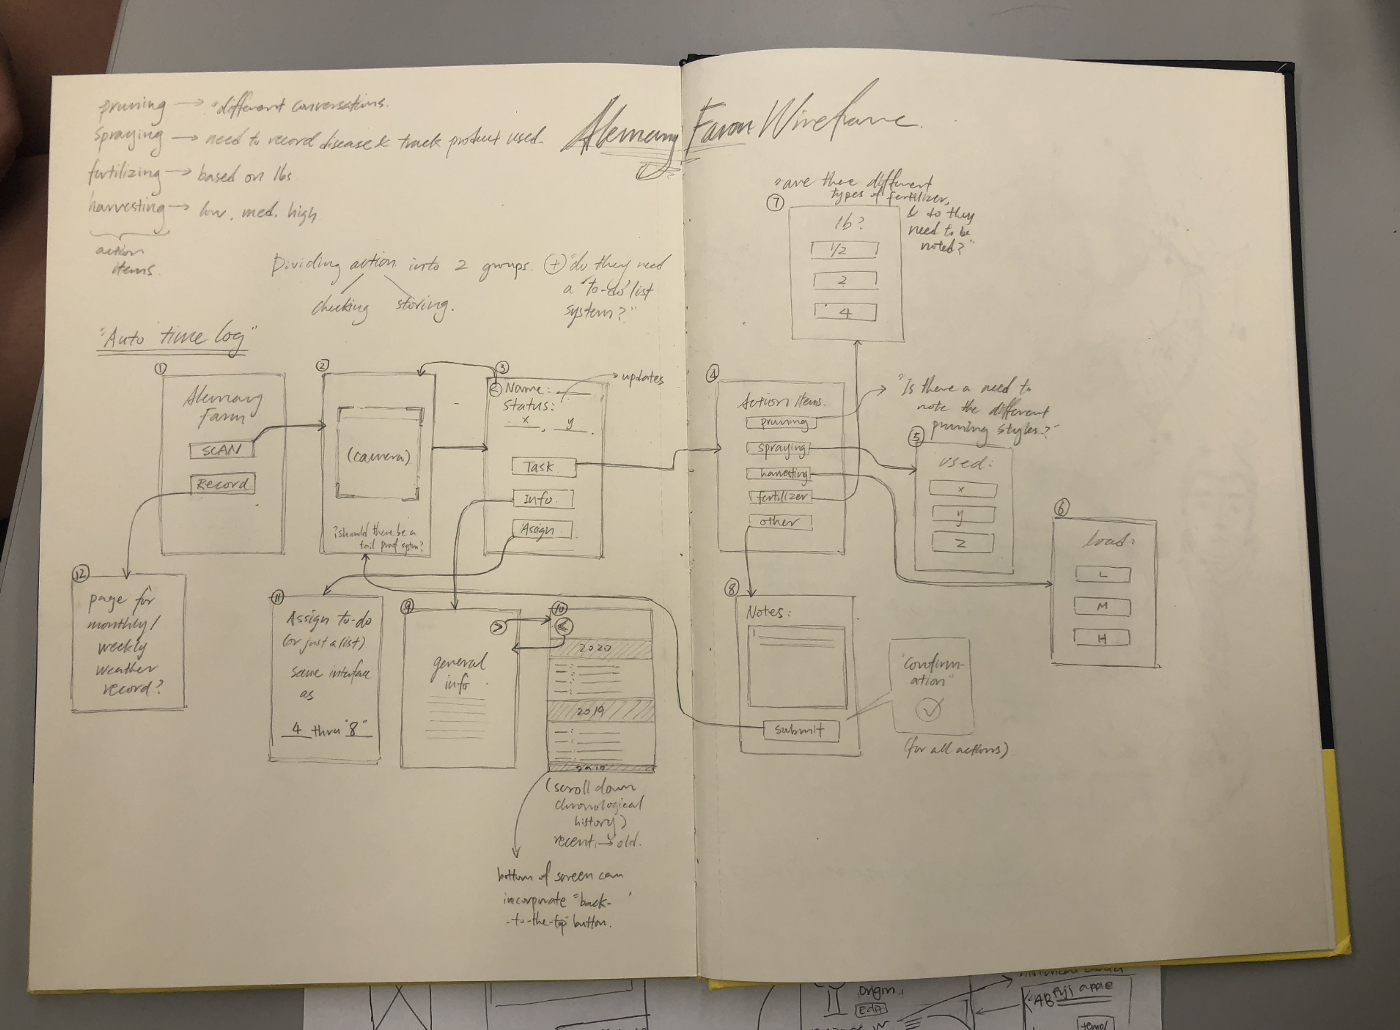 Alemany Farm Wireframe
pruning → "different conversations.
spraying → need to record disease & track product used.
fertilizing → based on lbs
harvesting → low, med, high
action
items.
Dividing action into 2 groups.
checking storing.
+ "do they need
a "to-do" list
system?"
"Auto time log"
1
Alemany
Farm
SCAN
Record
2
(camera)
should there be a
fail proof system?
3
< Name:
Status:
x, y.
→ updates
Task
Info
Assign
4
Action items.
pruning
spraying
harvesting
fertilizer
other
"Is there a need to
note the different
pruning styles?"
5
used:
x
y
z
6
load:
L
M
H
7
"are there different
types of fertilizer,
& do they
need to be
noted?"
lb?
1/2
2
4
8
Notes:
submit
"confirm-
ation"
(for all actions)
9
>
general
info
10
<
2020
2019
(scroll down
chronological
history)
recent → old.
bottom of screen can
incorporate "back-
-to-the-top" button.
11
Assign to-do
(or just a list)
same interface
as
4 thru "8"
12
page for
monthly/
weekly
weather
record?
origin
Edit
"AB Fuji apple
temp